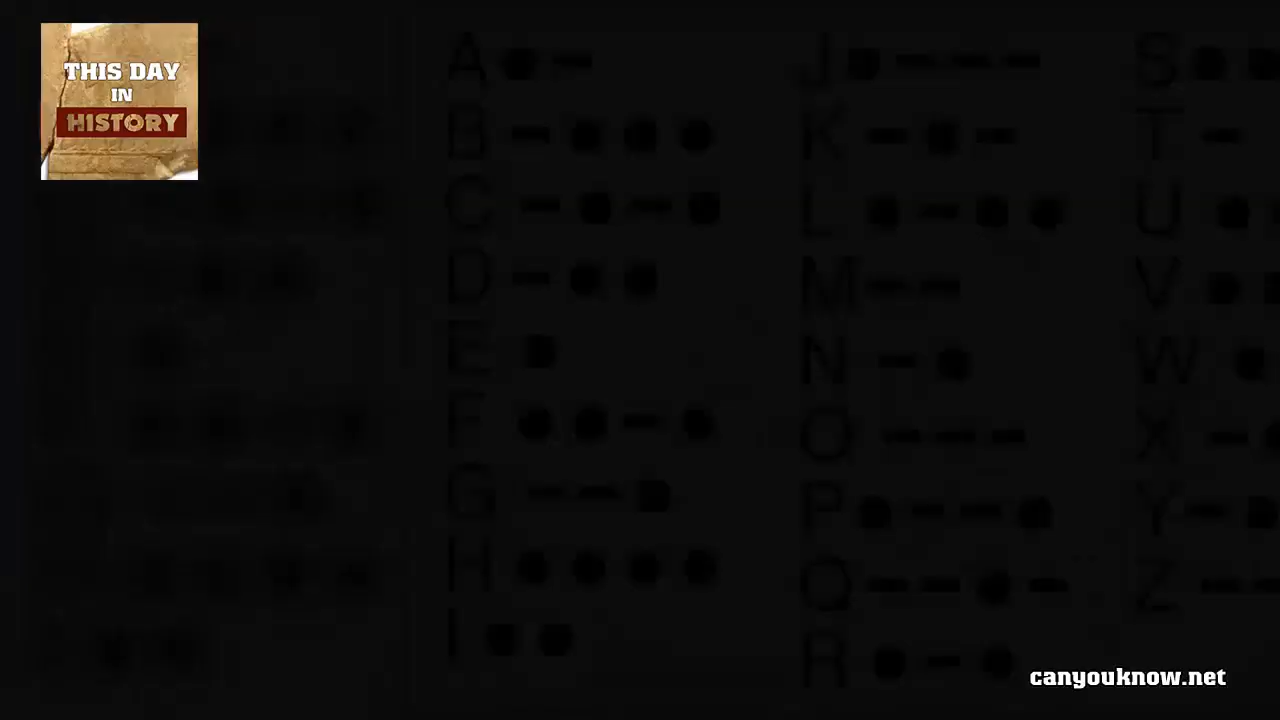 THIS DAY
IN
HISTORY
A ●–
B –●●●
C –●–●
D –●●
E ●
F ●●–●
G ––●
H ●●●●
I ●●
J ●–––
K –●–
L ●–●●
M ––
N –●
O –––
P ●––●
Q ––●–
R ●–●
S ●●
T –
U ●
V ●
W ●
X –
Y –●
Z ––
canyouknow.net